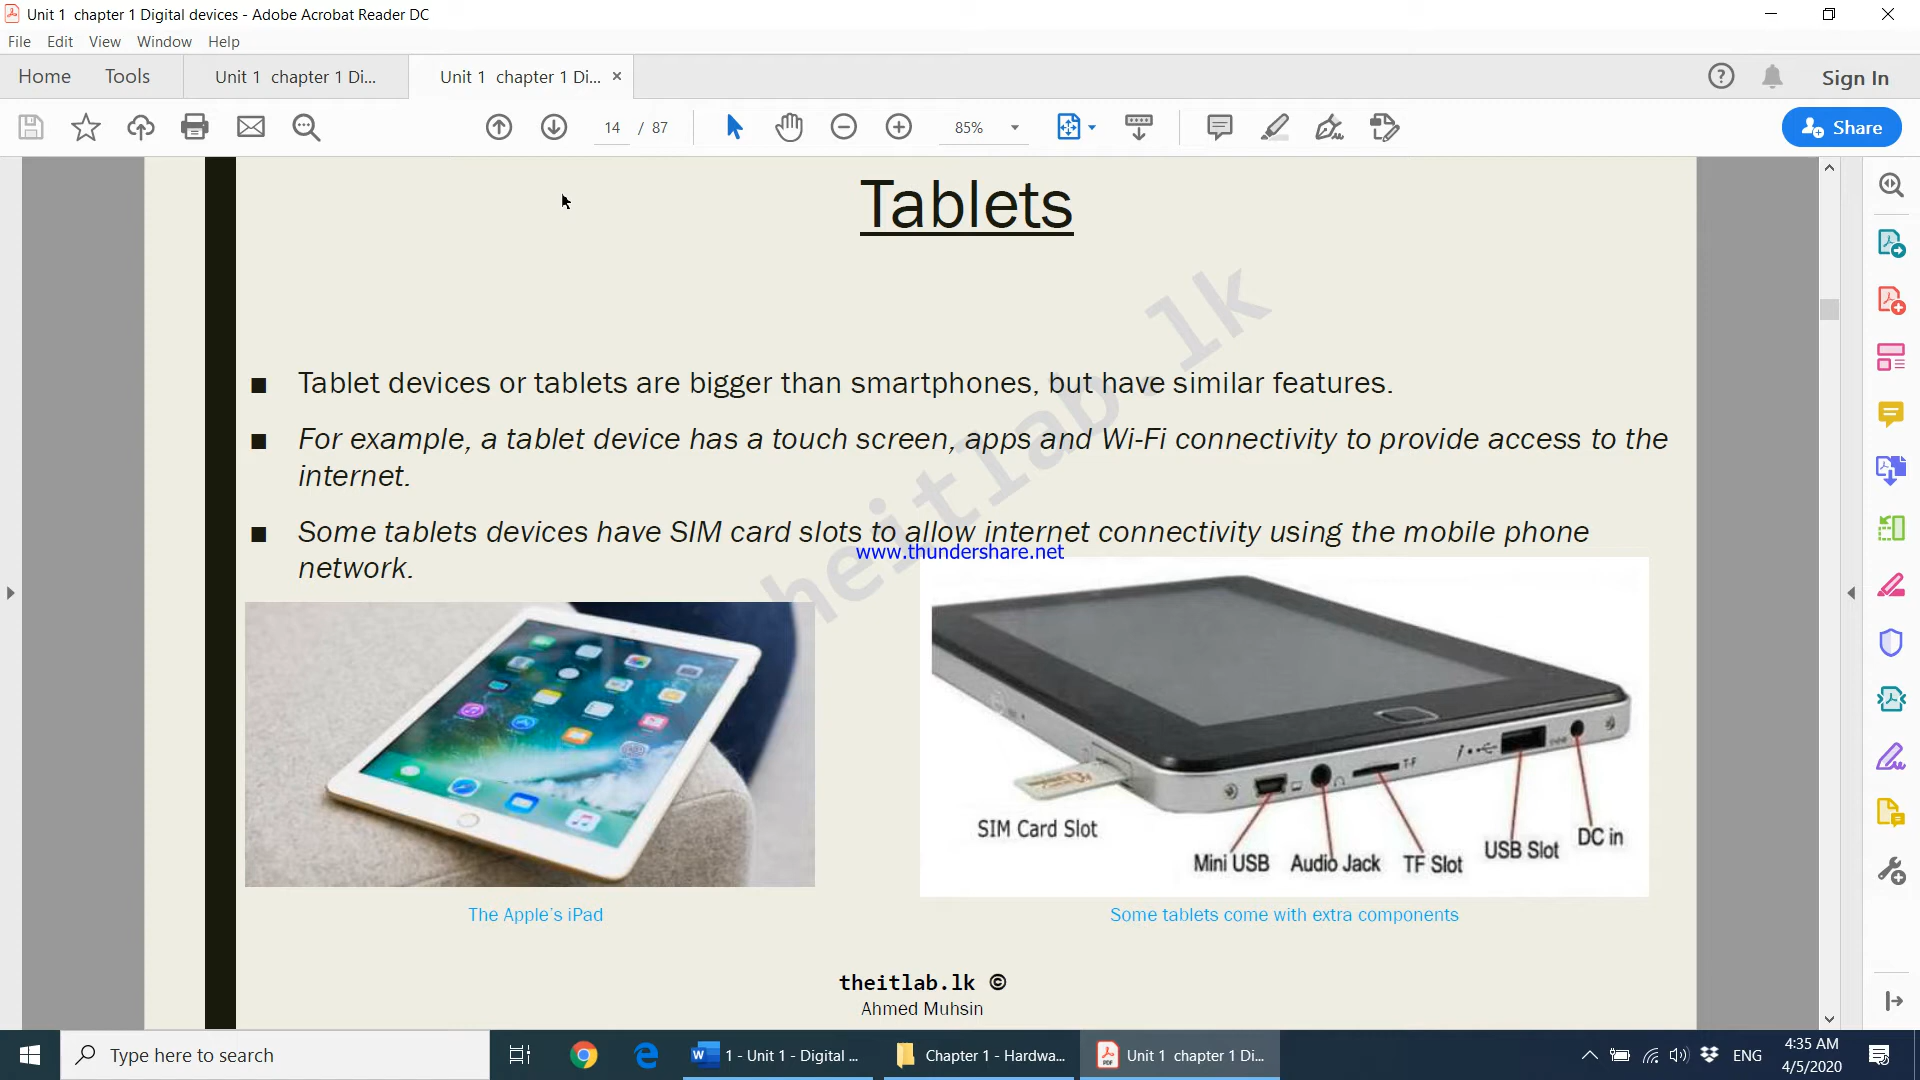 Unit 1  chapter 1 Digital devices - Adobe Acrobat Reader DC
File Edit View Window Help
Home Tools Unit 1  chapter 1 Di... Unit 1  chapter 1 Di... × Sign In
14 / 87 85% Share
Tablets
■ Tablet devices or tablets are bigger than smartphones, but have similar features.
■ For example, a tablet device has a touch screen, apps and Wi-Fi connectivity to provide access to the
internet.
■ Some tablets devices have SIM card slots to allow internet connectivity using the mobile phone
network.
www.thundershare.net
heitlab.lk
T-F
SIM Card Slot
Mini USB Audio Jack TF Slot USB Slot DC in
The Apple's iPad
Some tablets come with extra components
theitlab.lk ©
Ahmed Muhsin
Type here to search
1 - Unit 1 - Digital ... Chapter 1 - Hardwa... Unit 1  chapter 1 Di... ENG
4:35 AM
4/5/2020